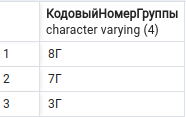 КодовыйНомерГруппы
character varying (4)
1 8Г
2 7Г
3 3Г